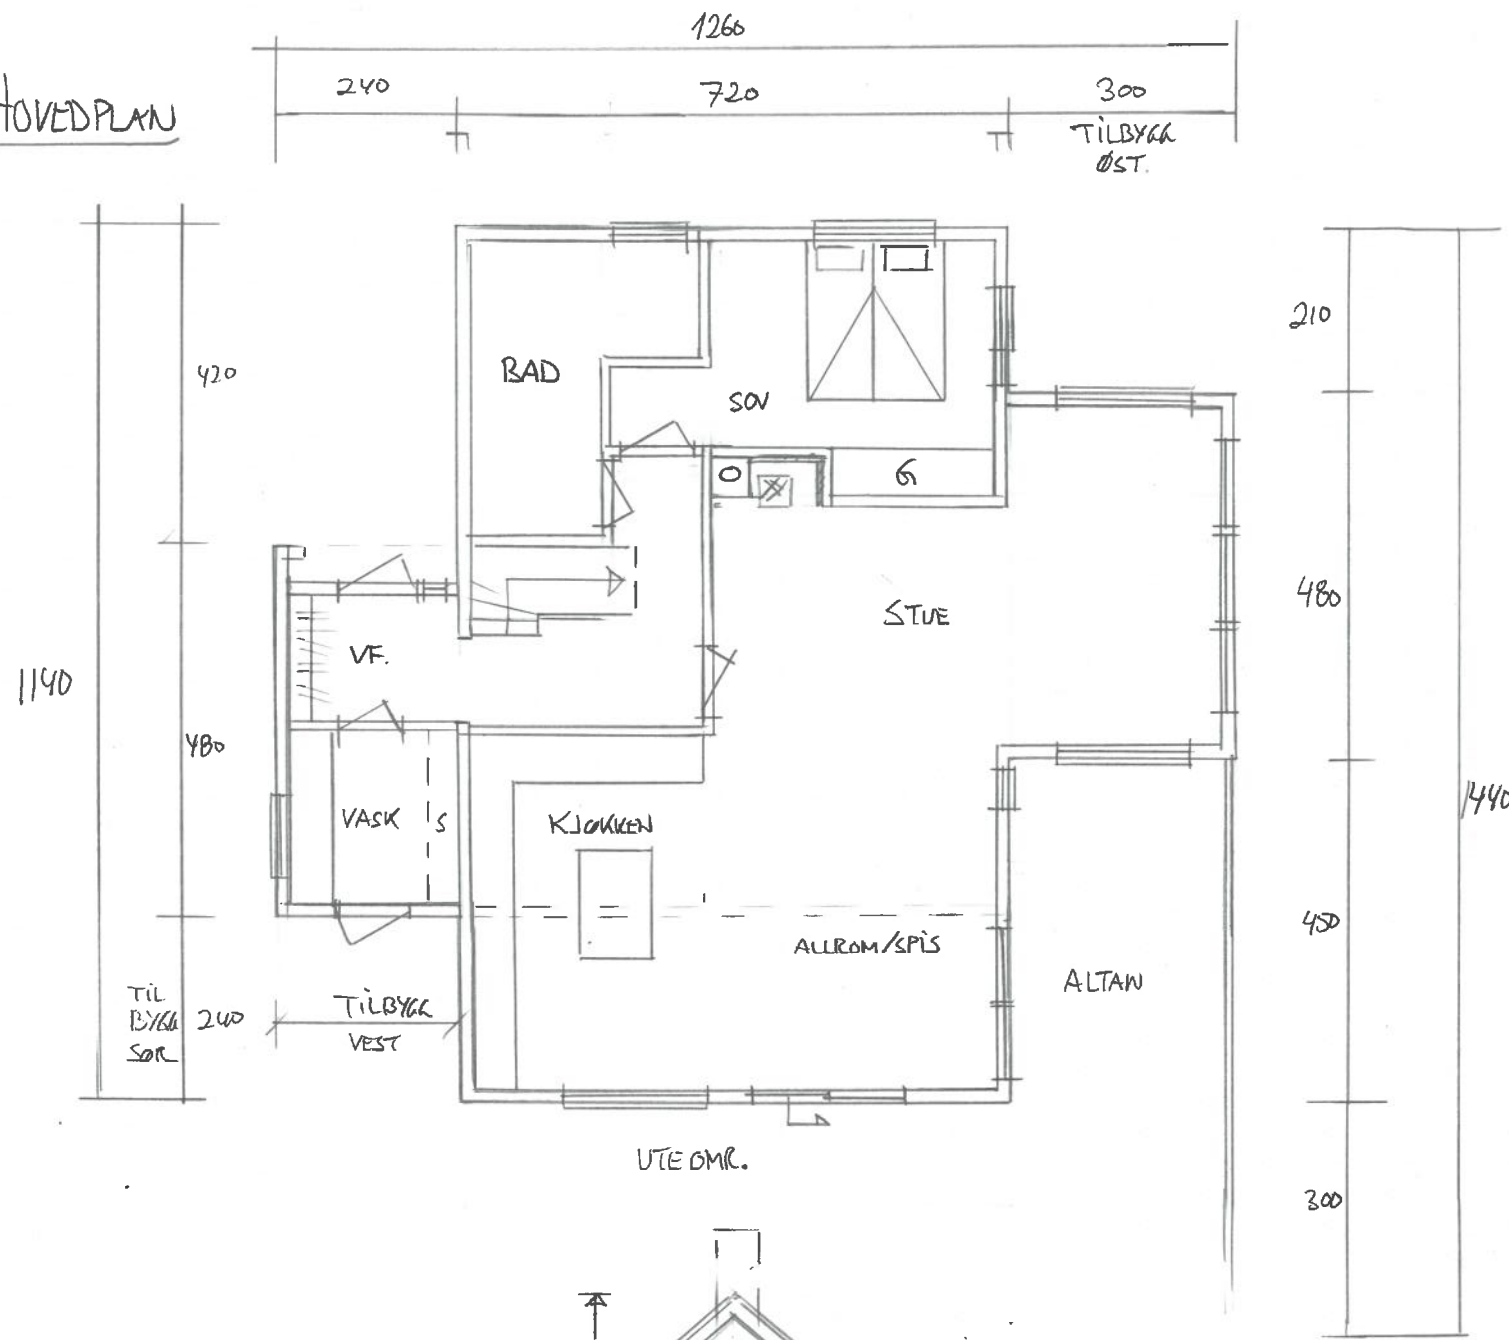 1260
240
720
300
HOVEDPLAN
TILBYGG
ØST.
420
210
BAD
SOV
G
480
STUE
VF.
1140
480
VASK
S
KJØKKEN
1440
450
ALLROM/SPIS
ALTAN
TIL
BYGG
SØR
240
TILBYGG
VEST
UTE OMR.
300